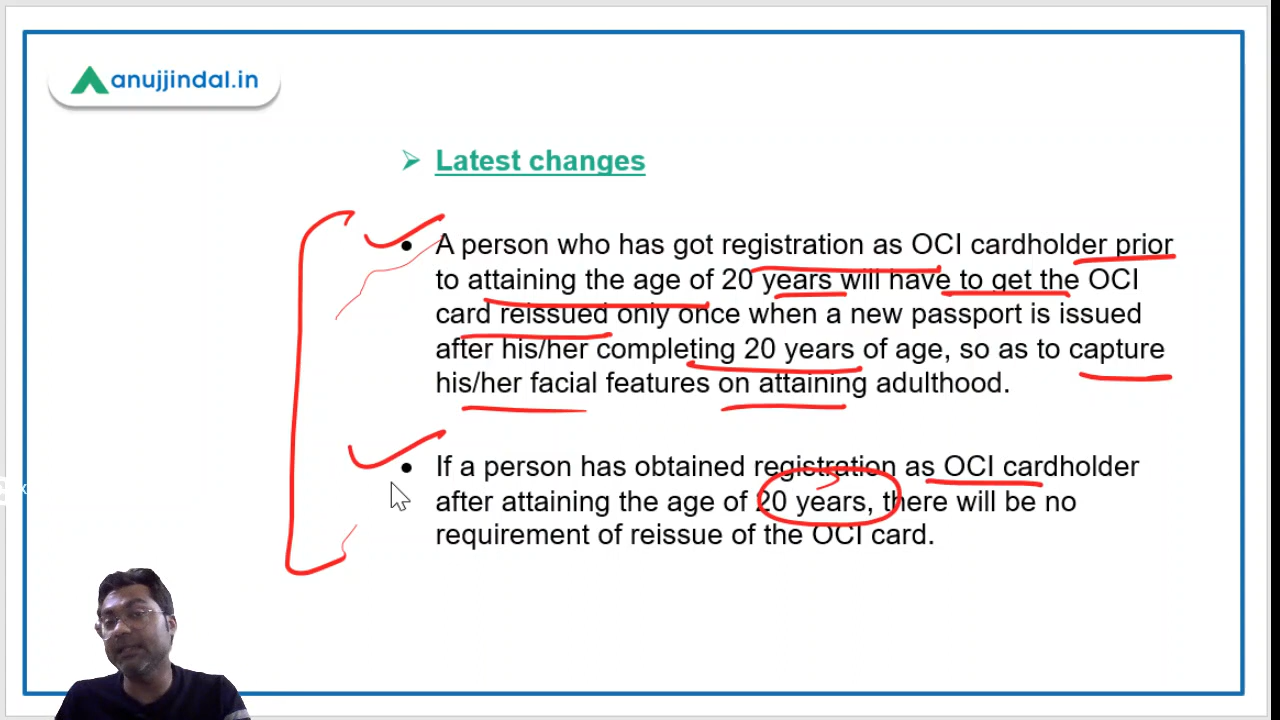 anujjindal.in
Latest changes
A person who has got registration as OCI cardholder prior
to attaining the age of 20 years will have to get the OCI
card reissued only once when a new passport is issued
after his/her completing 20 years of age, so as to capture
his/her facial features on attaining adulthood.
If a person has obtained registration as OCI cardholder
after attaining the age of 20 years, there will be no
requirement of reissue of the OCI card.